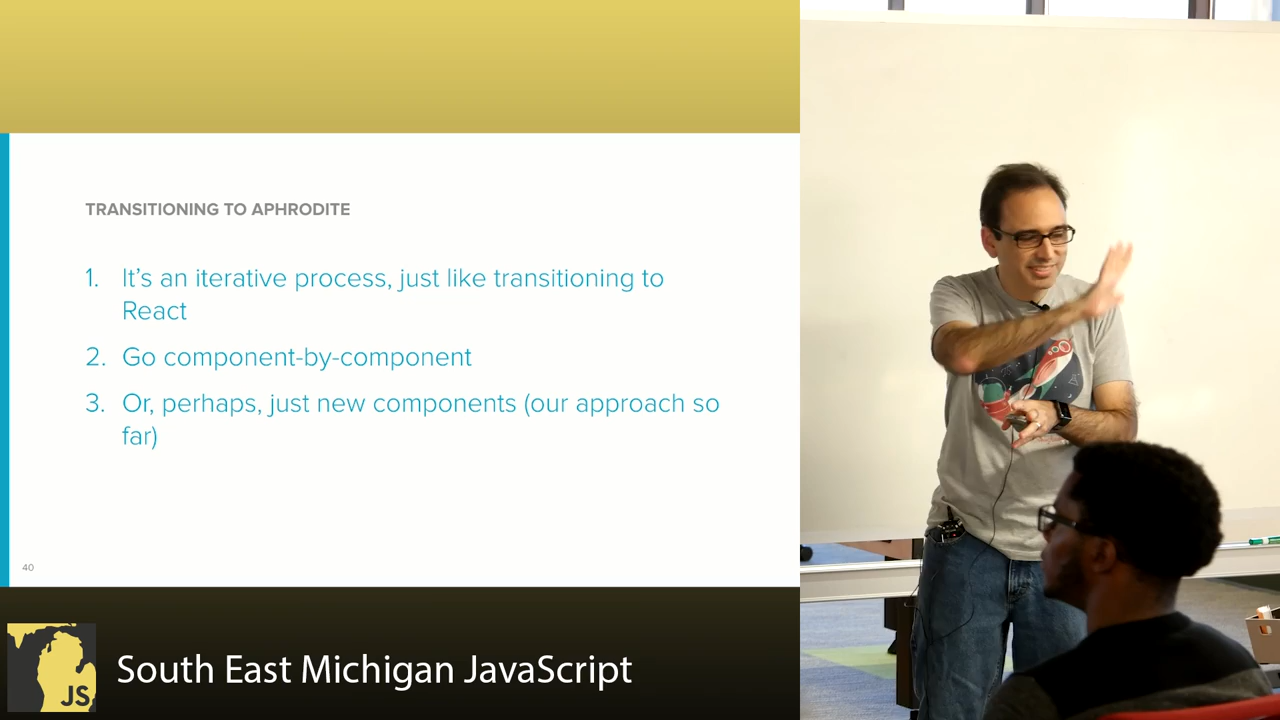 TRANSITIONING TO APHRODITE
1. It's an iterative process, just like transitioning to
React
2. Go component-by-component
3. Or, perhaps, just new components (our approach so
far)
40
JS
South East Michigan JavaScript